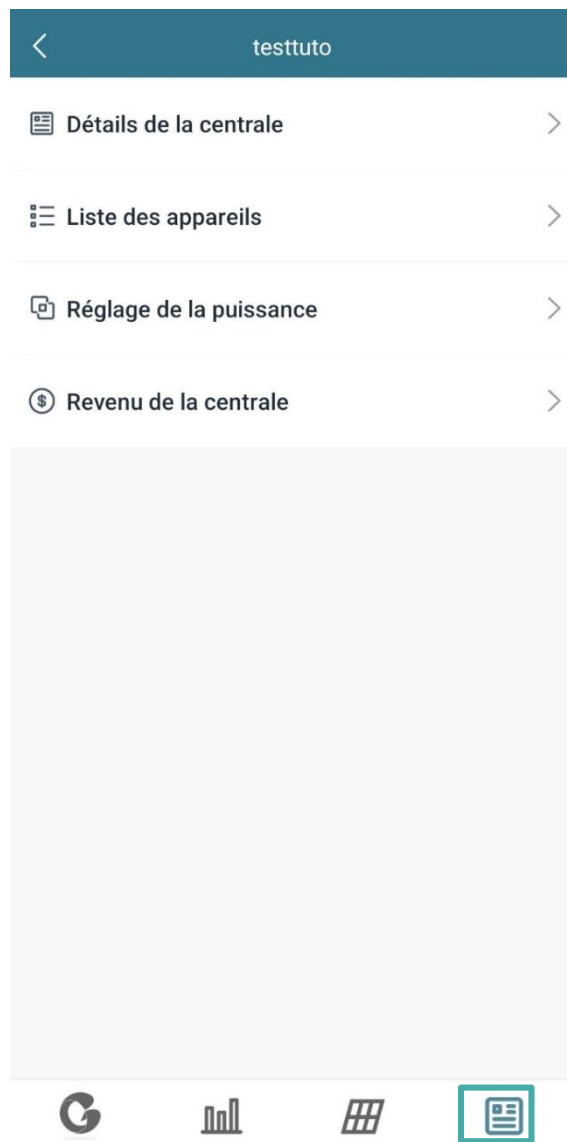 testtuto
Détails de la centrale
Liste des appareils
Réglage de la puissance
Revenu de la centrale